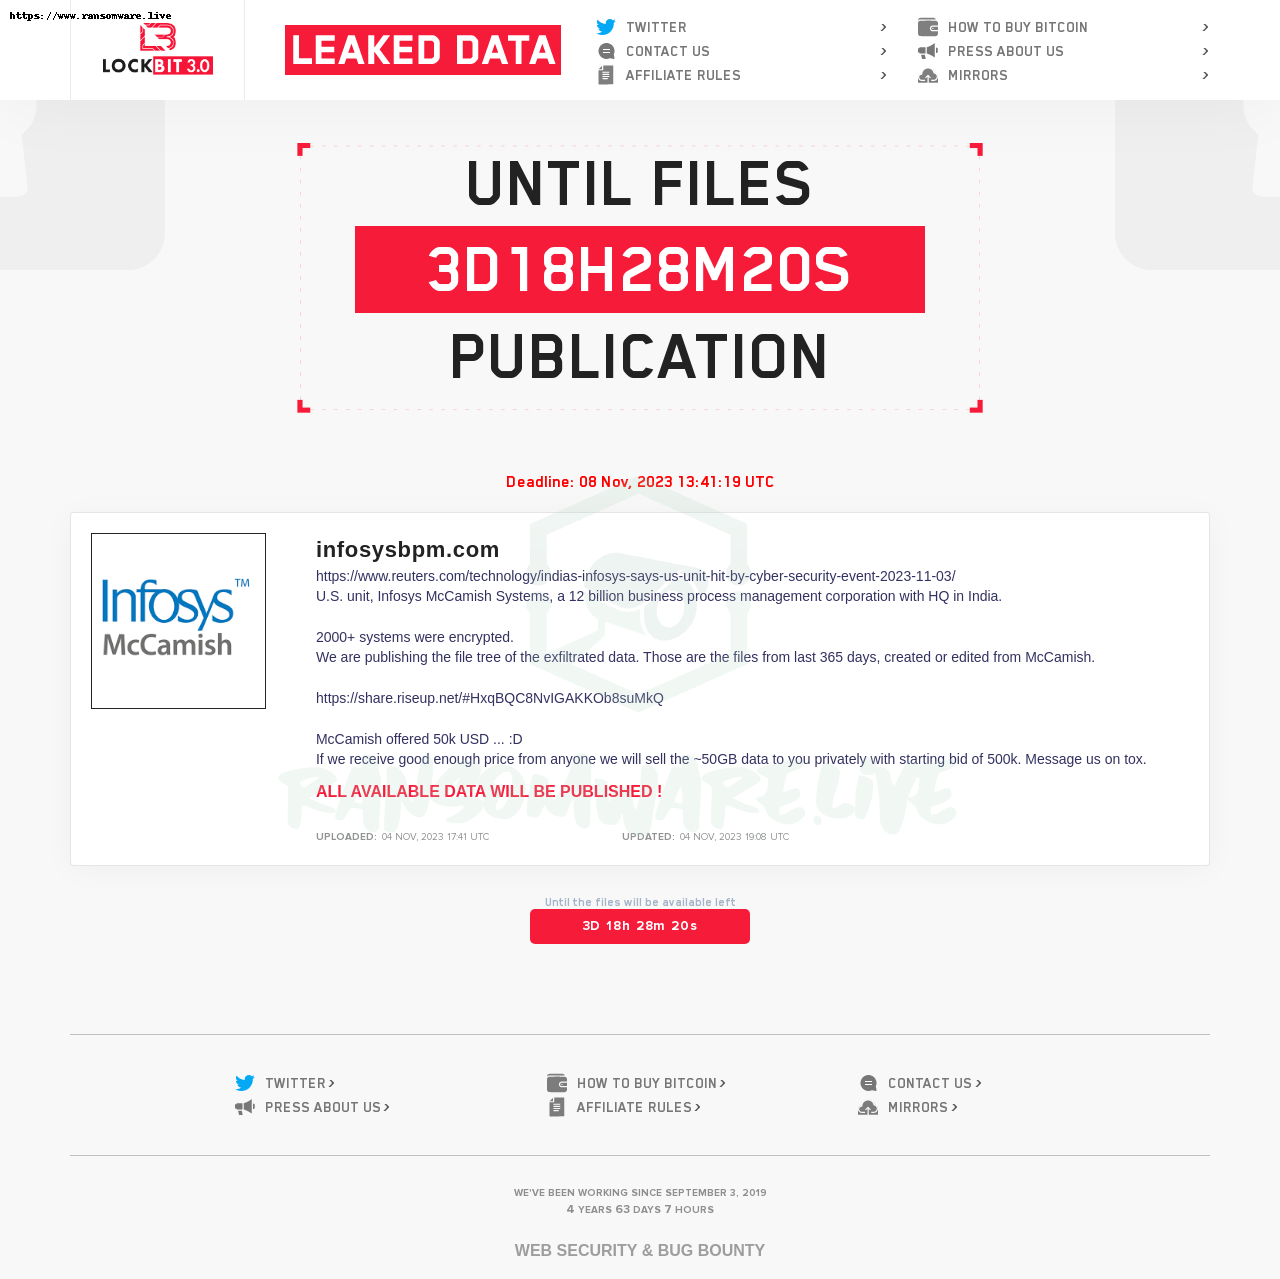 https://www.ransomware.live
LOCKBIT 3.0
LEAKED DATA
TWITTER
CONTACT US
AFFILIATE RULES
HOW TO BUY BITCOIN
PRESS ABOUT US
MIRRORS
UNTIL FILES
3D18H28M20S
PUBLICATION
Deadline: 08 Nov, 2023 13:41:19 UTC
Infosys™
McCamish
infosysbpm.com
https://www.reuters.com/technology/indias-infosys-says-us-unit-hit-by-cyber-security-event-2023-11-03/
U.S. unit, Infosys McCamish Systems, a 12 billion business process management corporation with HQ in India.
2000+ systems were encrypted.
We are publishing the file tree of the exfiltrated data. Those are the files from last 365 days, created or edited from McCamish.
https://share.riseup.net/#HxqBQC8NvIGAKKOb8suMkQ
McCamish offered 50k USD ... :D
If we receive good enough price from anyone we will sell the ~50GB data to you privately with starting bid of 500k. Message us on tox.
RANSOMWARE.LIVE
ALL AVAILABLE DATA WILL BE PUBLISHED !
UPLOADED: 04 NOV, 2023 17:41 UTC
UPDATED: 04 NOV, 2023 19:08 UTC
Until the files will be available left
3D 18h 28m 20s
TWITTER
HOW TO BUY BITCOIN
CONTACT US
PRESS ABOUT US
AFFILIATE RULES
MIRRORS
WE'VE BEEN WORKING SINCE SEPTEMBER 3, 2019
4 YEARS 63 DAYS 7 HOURS
WEB SECURITY & BUG BOUNTY